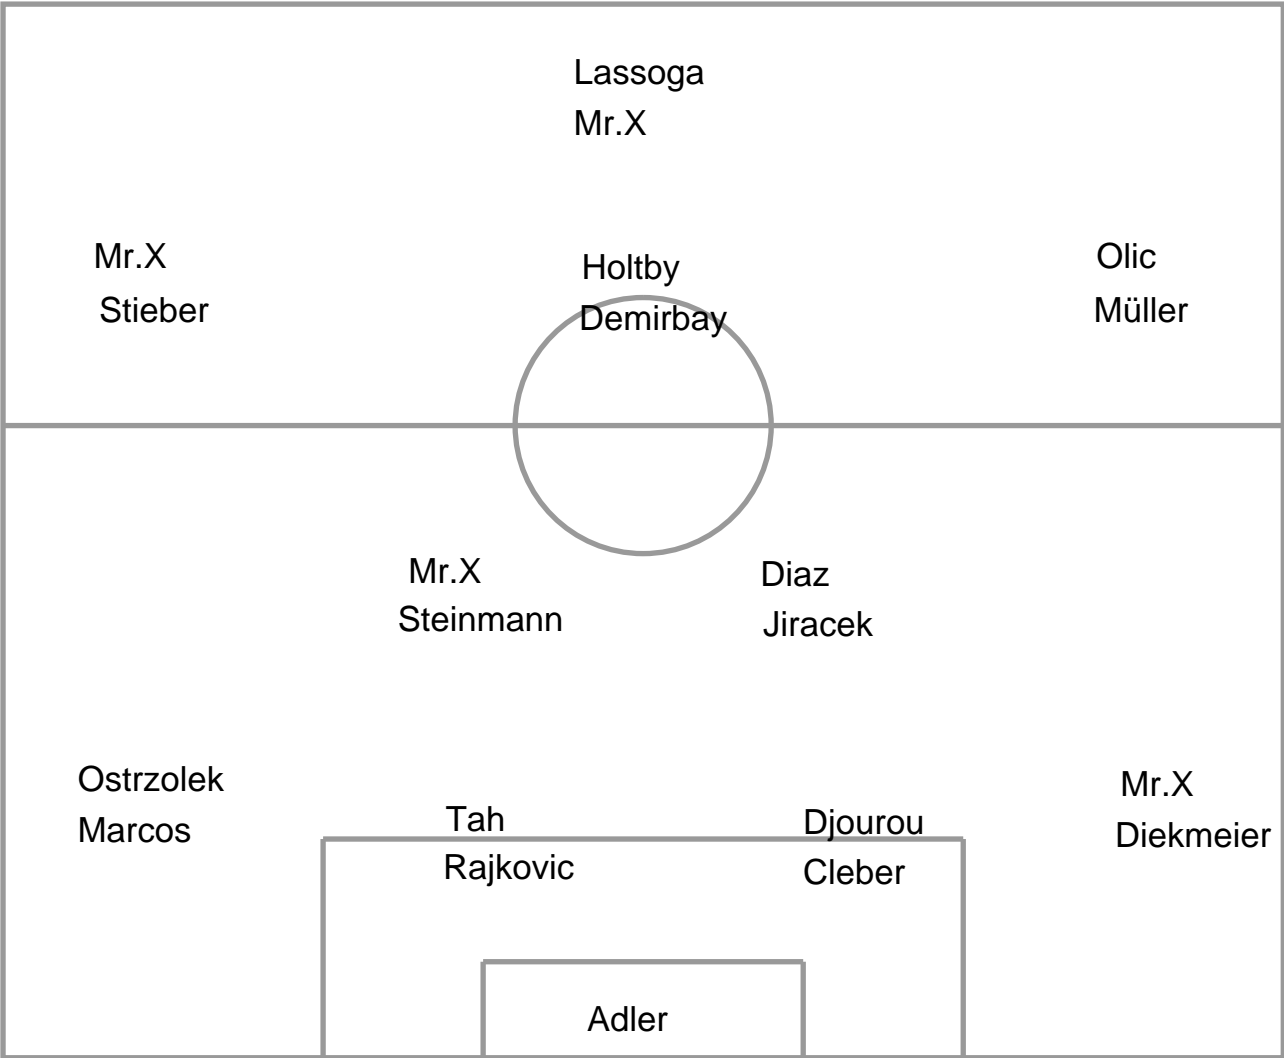 Lassoga
Mr.X
Mr.X
Stieber
Holtby
Demirbay
Olic
Müller
Mr.X
Steinmann
Diaz
Jiracek
Ostrzolek
Marcos
Tah
Rajkovic
Djourou
Cleber
Mr.X
Diekmeier
Adler